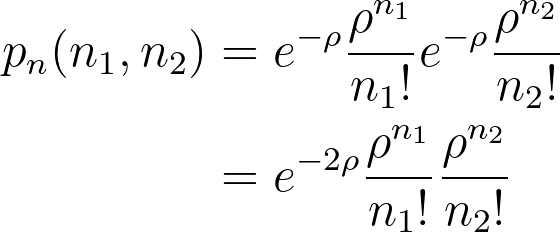 $p_n(n_1, n_2) = e^{-\rho} \frac{\rho^{n_1}}{n_1!} e^{-\rho} \frac{\rho^{n_2}}{n_2!}$
$= e^{-2\rho} \frac{\rho^{n_1}}{n_1!} \frac{\rho^{n_2}}{n_2!}$